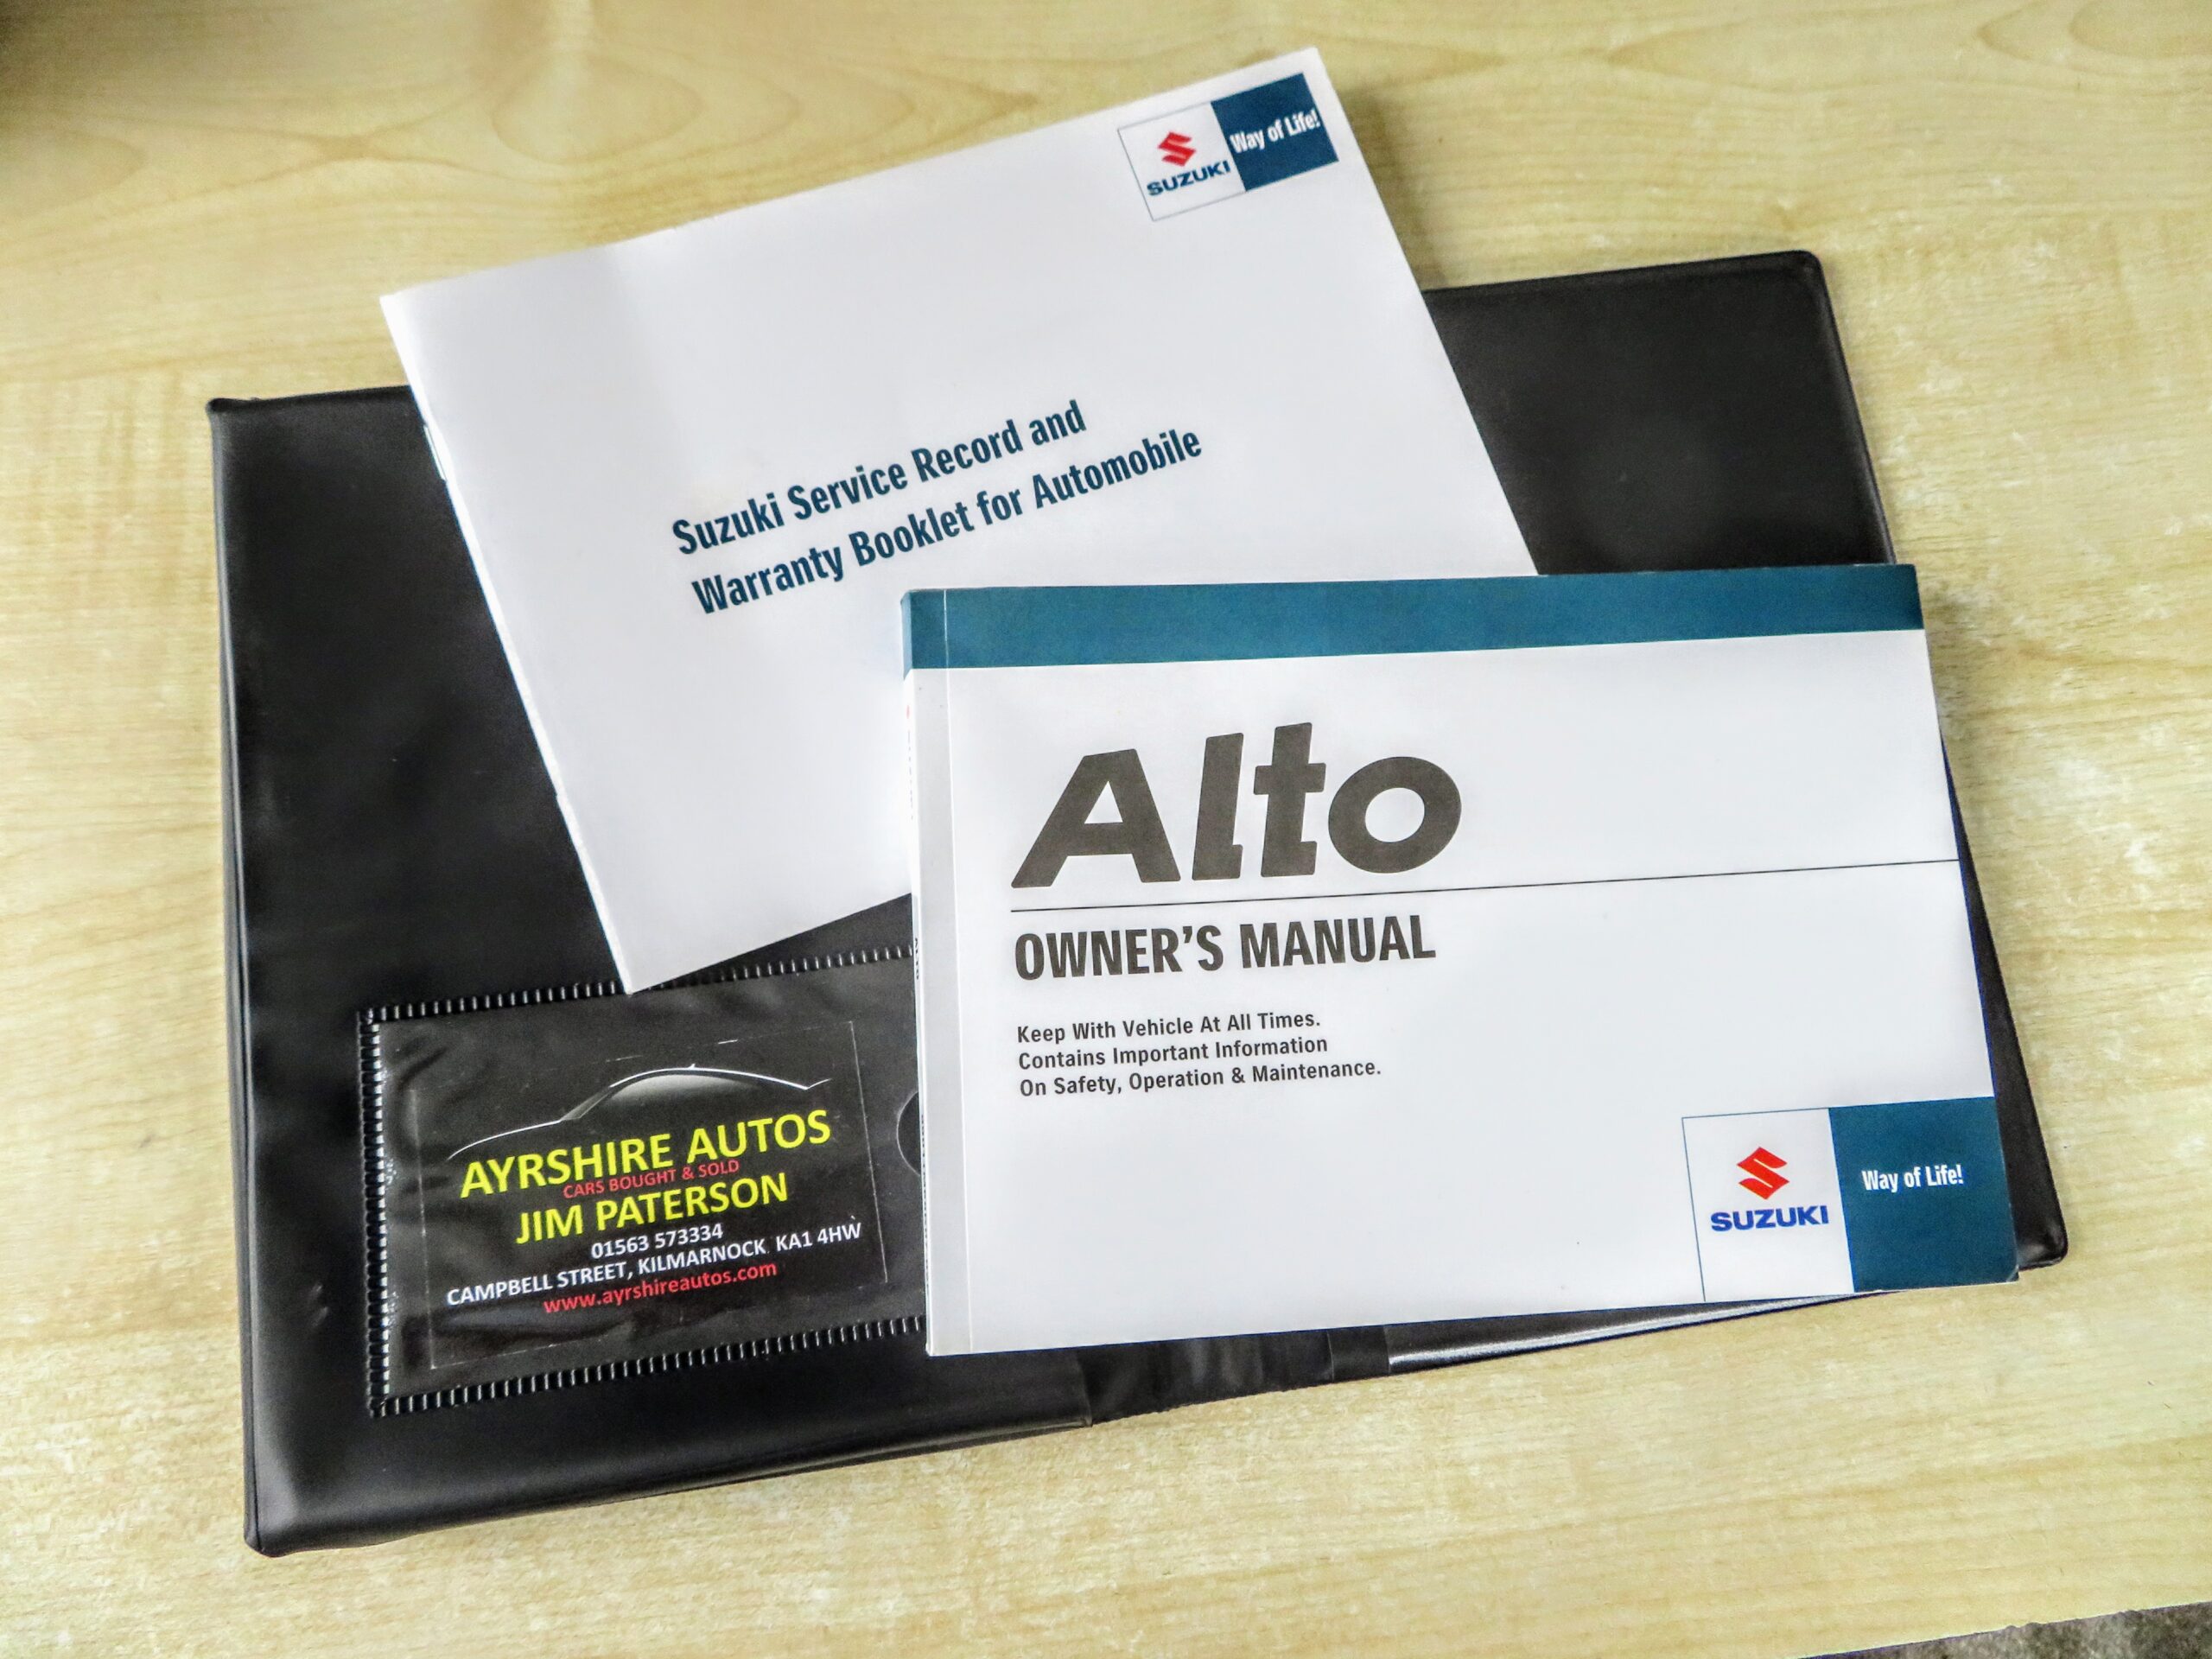 SUZUKI
Way of Life!
Suzuki Service Record and
Warranty Booklet for Automobile
Alto
OWNER'S MANUAL
Keep With Vehicle At All Times.
Contains Important Information
On Safety, Operation & Maintenance.
SUZUKI
Way of Life!
AYRSHIRE AUTOS
CARS BOUGHT & SOLD
JIM PATERSON
01563 573334
CAMPBELL STREET, KILMARNOCK KA1 4HW
www.ayrshireautos.com